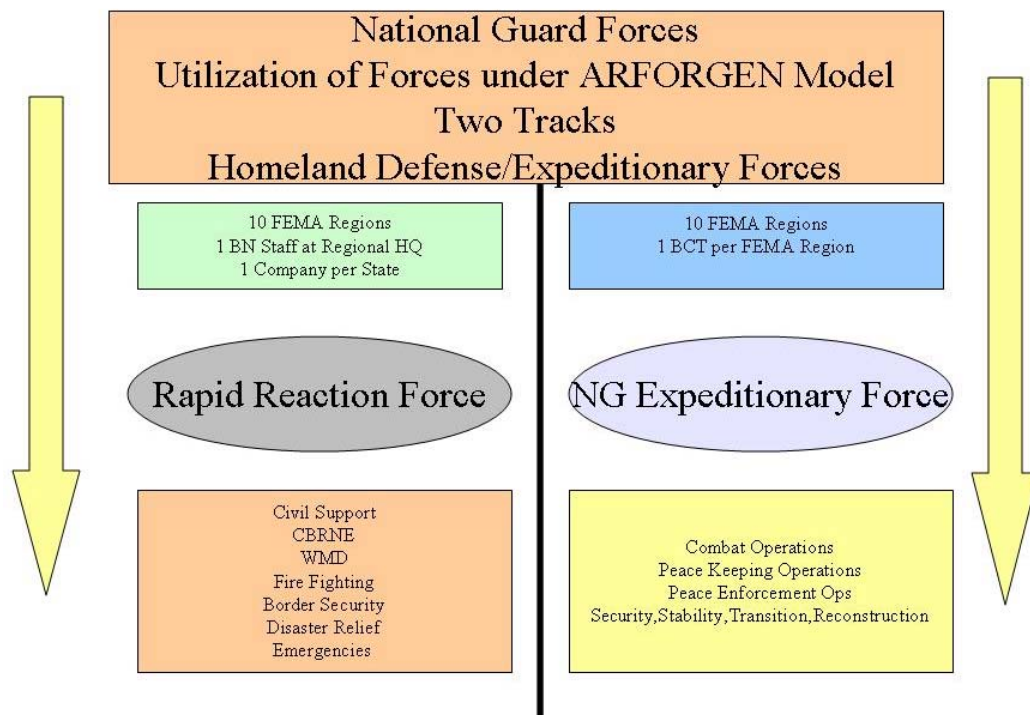 National Guard Forces
Utilization of Forces under ARFORGEN Model
Two Tracks
Homeland Defense/Expeditionary Forces
10 FEMA Regions
1 BN Staff at Regional HQ
1 Company per State
10 FEMA Regions
1 BCT per FEMA Region
Rapid Reaction Force
NG Expeditionary Force
Civil Support
CBRNE
WMD
Fire Fighting
Border Security
Disaster Relief
Emergencies
Combat Operations
Peace Keeping Operations
Peace Enforcement Ops
Security,Stability,Transition,Reconstruction